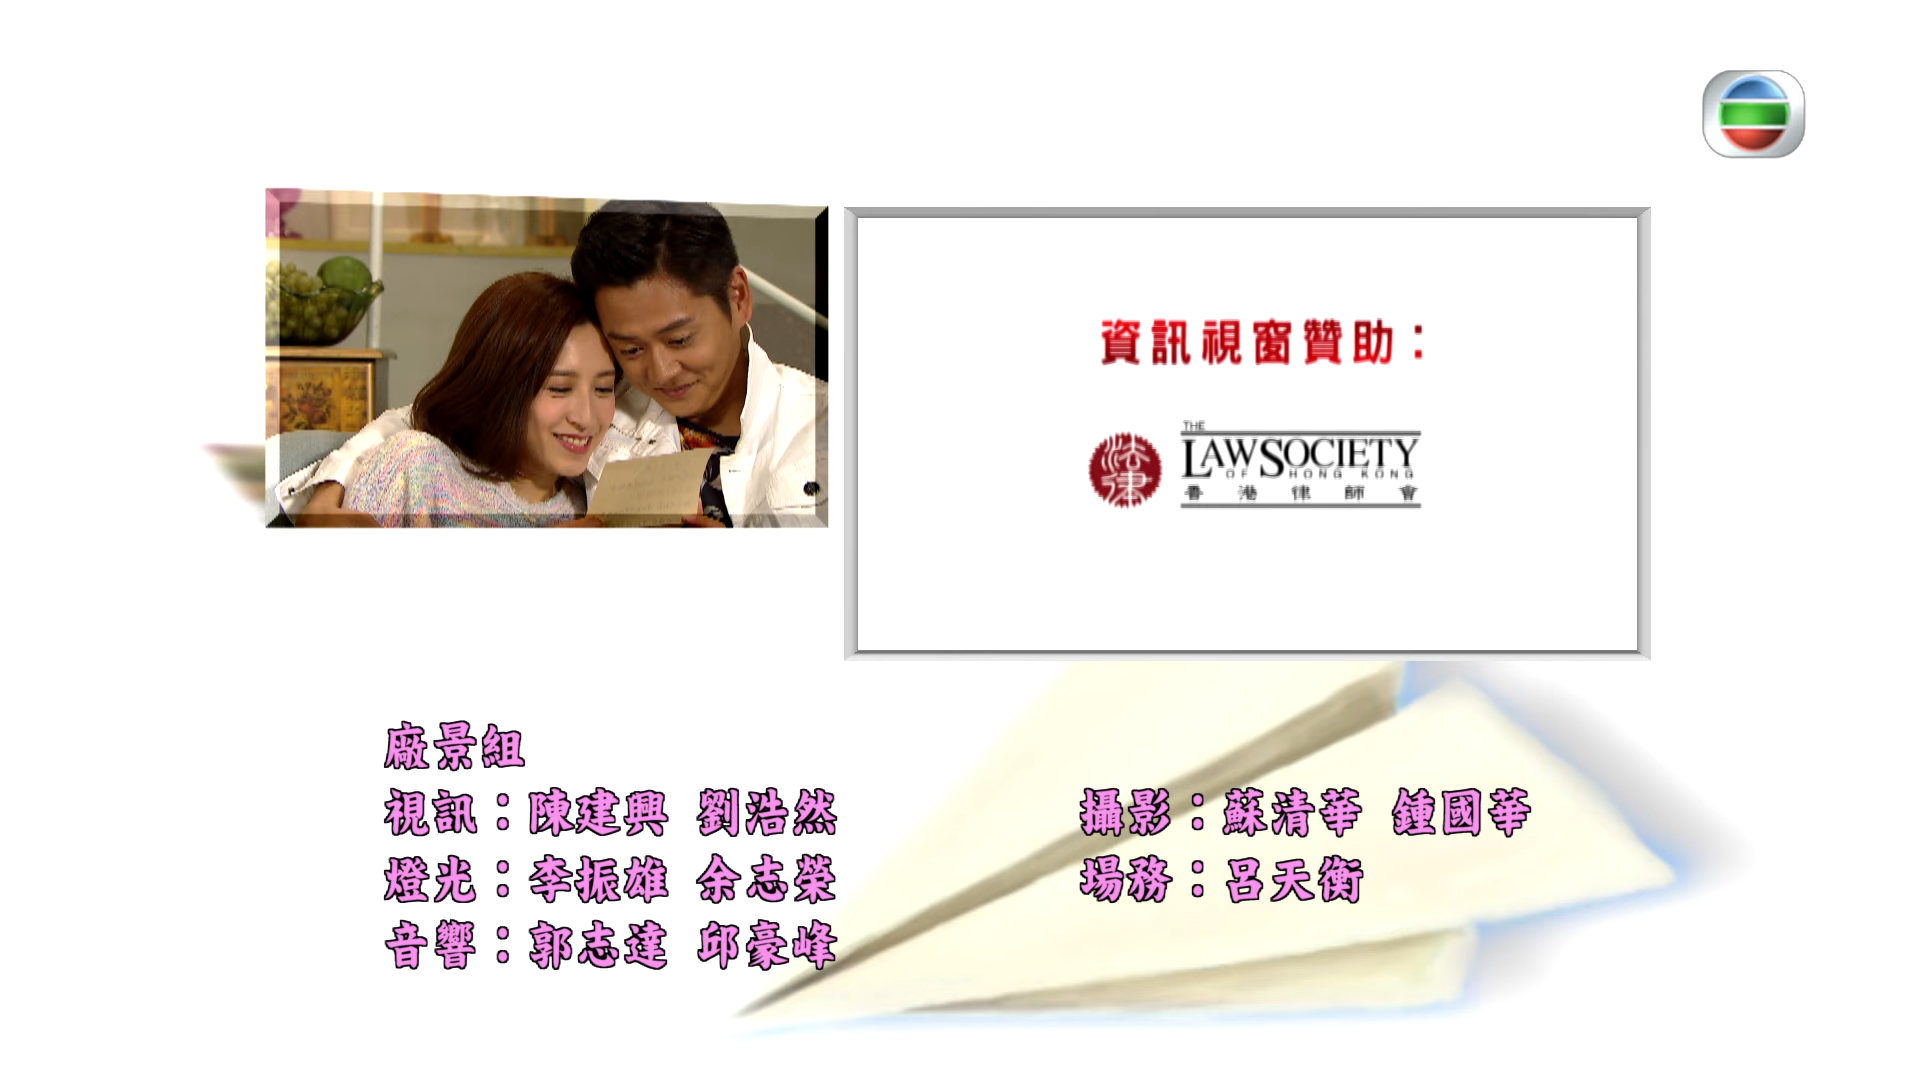 資訊視窗贊助：
法律
THE
LAW SOCIETY
OF HONG KONG
香港律師會
廠景組
視訊：陳建興 劉浩然
攝影：蘇清華 鍾國華
燈光：李振雄 余志榮
場務：呂天衡
音響：郭志達 邱豪峰